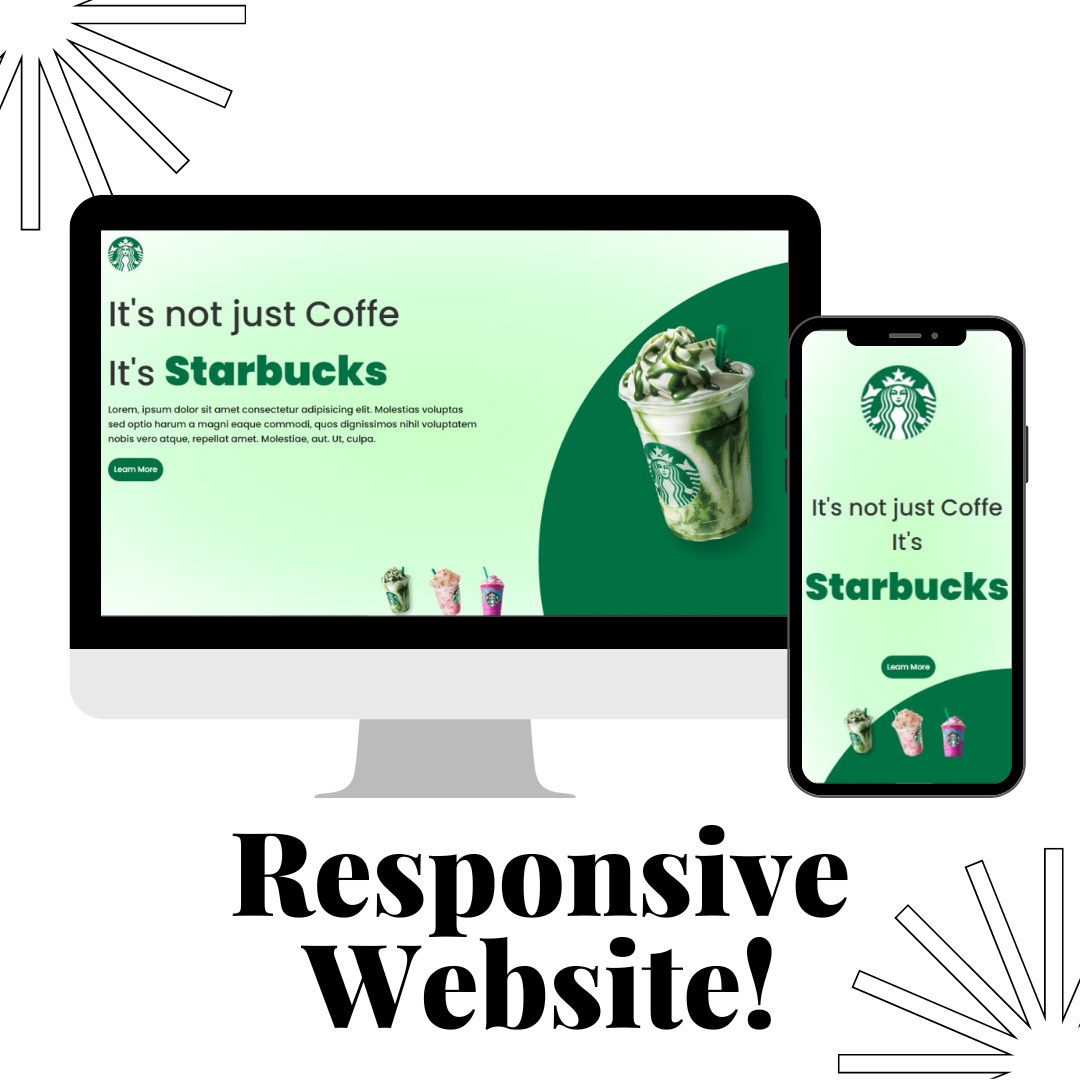 It's not just Coffe
It's Starbucks
Lorem, ipsum dolor sit amet consectetur adipisicing elit. Molestias voluptas
sed optio harum a magni eaque commodi, quos dignissimos nihil voluptatem
nobis vero atque, repellat amet. Molestiae, aut. Ut, culpa.
Learn More
It's not just Coffe
It's
Starbucks
Learn More
Responsive
Website!